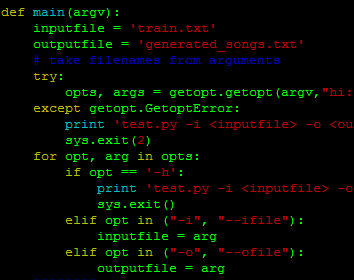 def main(argv):
    inputfile = 'train.txt'
    outputfile = 'generated_songs.txt'
    # take filenames from arguments
    try:
        opts, args = getopt.getopt(argv,"hi:
    except getopt.GetoptError:
        print 'test.py -i <inputfile> -o <ou
        sys.exit(2)
    for opt, arg in opts:
        if opt == '-h':
            print 'test.py -i <inputfile> -o
            sys.exit()
        elif opt in ("-i", "--ifile"):
            inputfile = arg
        elif opt in ("-o", "--ofile"):
            outputfile = arg